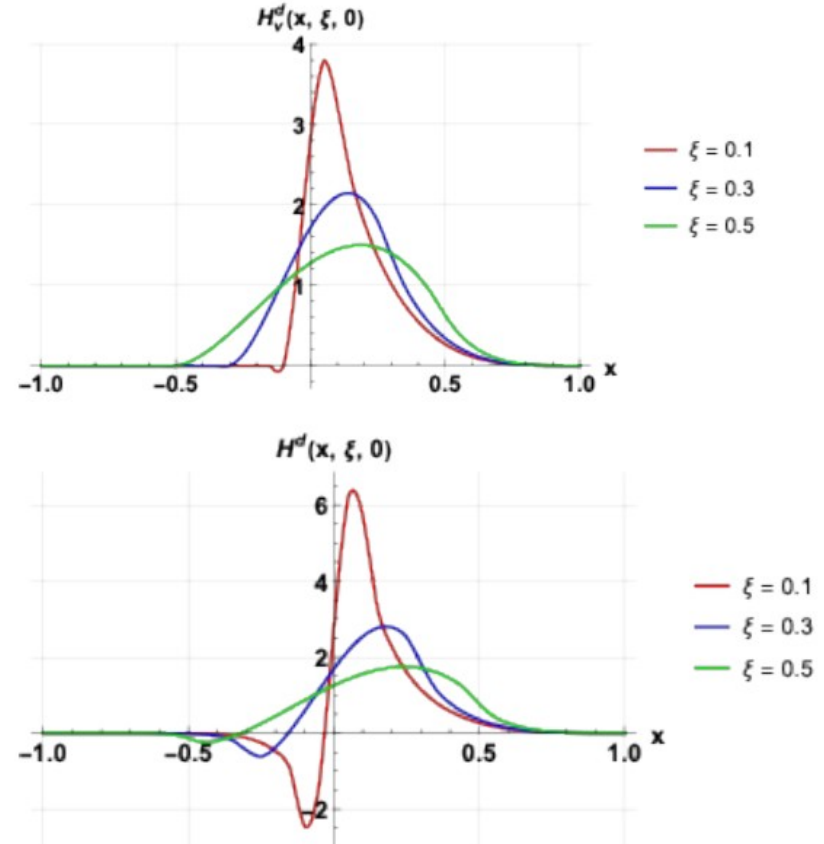 H_v^d(x, ξ, 0)
4
3
2
1
−1.0 −0.5 0.5 1.0 x
ξ = 0.1
ξ = 0.3
ξ = 0.5
H^d(x, ξ, 0)
6
4
2
−1.0 −0.5 0.5 1.0 x
−2
ξ = 0.1
ξ = 0.3
ξ = 0.5